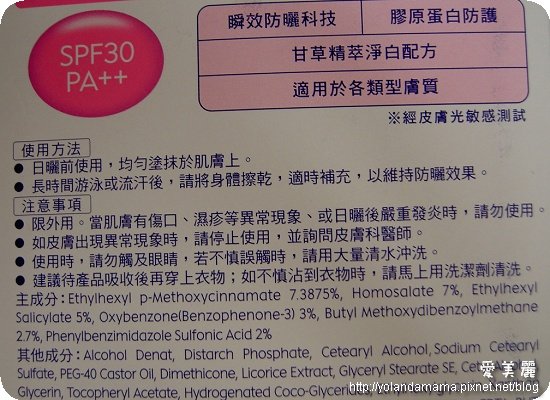 SPF30
PA++
瞬效防曬科技
膠原蛋白防護
甘草精萃淨白配方
適用於各類型膚質
※經皮膚光敏感測試
使用方法
● 日曬前使用，均勻塗抹於肌膚上。
● 長時間游泳或流汗後，請將身體擦乾，適時補充，以維持防曬效果。
注意事項
● 限外用。當肌膚有傷口、濕疹等異常現象、或日曬後嚴重發炎時，請勿使用。
● 如皮膚出現異常現象時，請停止使用，並詢問皮膚科醫師。
● 使用時，請勿觸及眼睛，若不慎誤觸時，請用大量清水沖洗。
● 建議待產品吸收後再穿上衣物；如不慎沾到衣物時，請馬上用洗潔劑清洗。
主成分：Ethylhexyl p-Methoxycinnamate 7.3875%, Homosalate 7%, Ethylhexyl
Salicylate 5%, Oxybenzone(Benzophenone-3) 3%, Butyl Methoxydibenzoylmethane
2.7%, Phenylbenzimidazole Sulfonic Acid 2%
其他成分：Alcohol Denat, Distarch Phosphate, Cetearyl Alcohol, Sodium Cetearyl
Sulfate, PEG-40 Castor Oil, Dimethicone, Licorice Extract, Glyceryl Stearate SE,
Glycerin, Tocopheryl Acetate, Hydrogenated Coco-Glycerides,
愛美麗
http://yolandamama.pixnet.net/blog